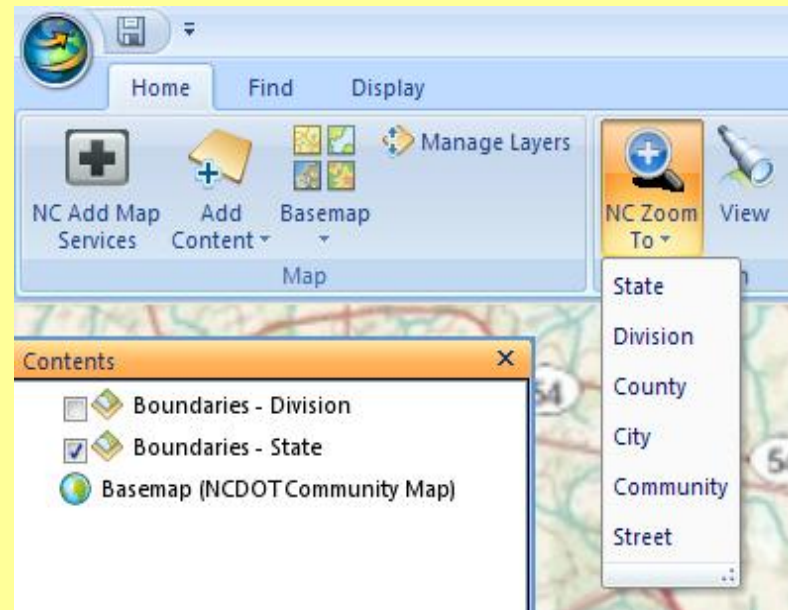 Home Find Display
Manage Layers
NC Add Map Add Basemap NC Zoom View
Services Content To
Map
State
Division
County
City
Community
Street
Contents
Boundaries - Division
Boundaries - State
Basemap (NCDOT Community Map)
54